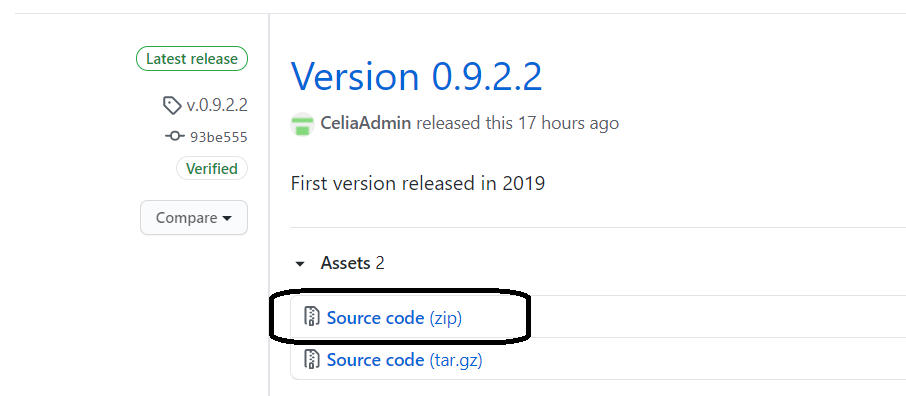 Latest release
v.0.9.2.2
93be555
Verified
Compare
Version 0.9.2.2
CeliaAdmin released this 17 hours ago
First version released in 2019
Assets 2
Source code (zip)
Source code (tar.gz)